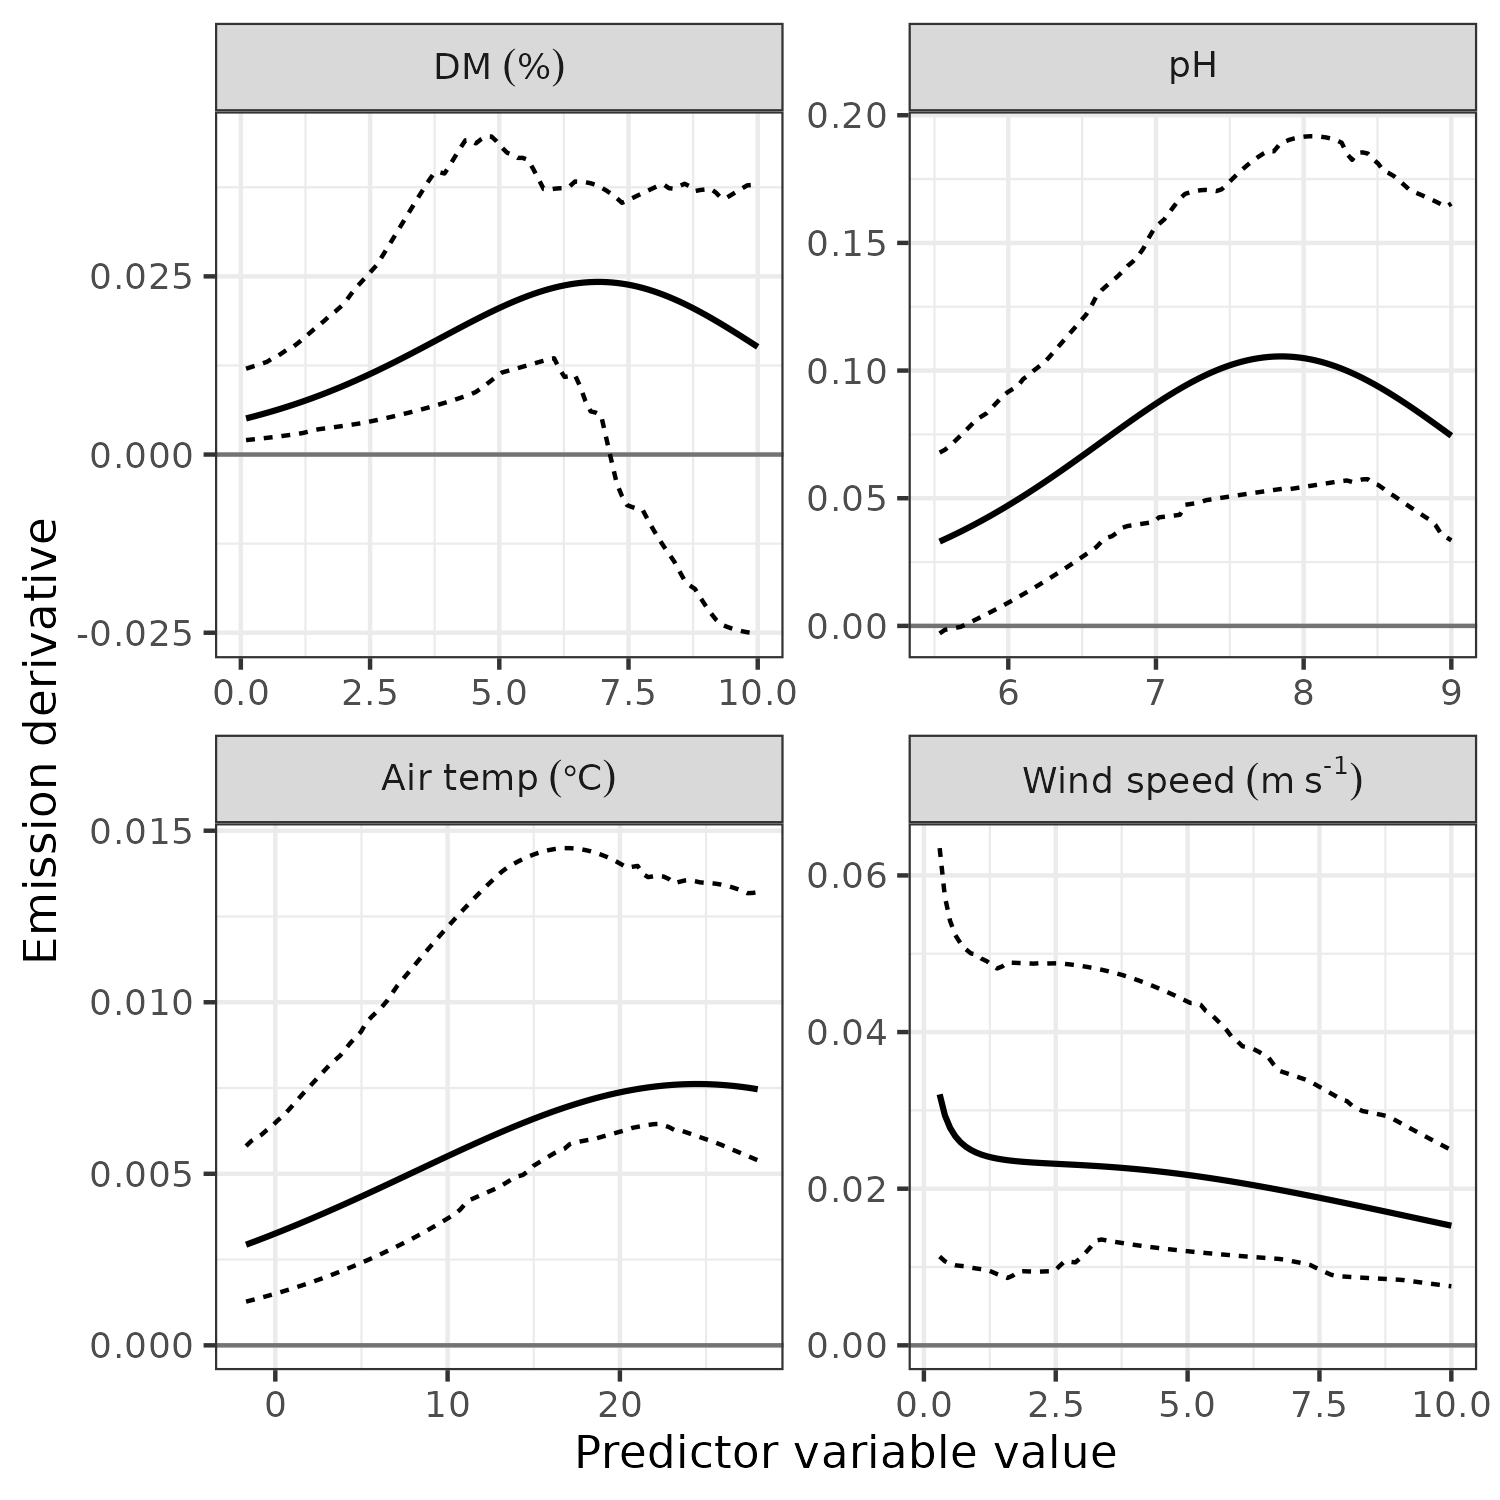 DM (%)
pH
0.025
0.000
-0.025
0.20
0.15
0.10
0.05
0.00
0.0 2.5 5.0 7.5 10.0
6 7 8 9
Emission derivative
Air temp (°C)
Wind speed (m s⁻¹)
0.015
0.010
0.005
0.000
0.06
0.04
0.02
0.00
0 10 20
0.0 2.5 5.0 7.5 10.0
Predictor variable value